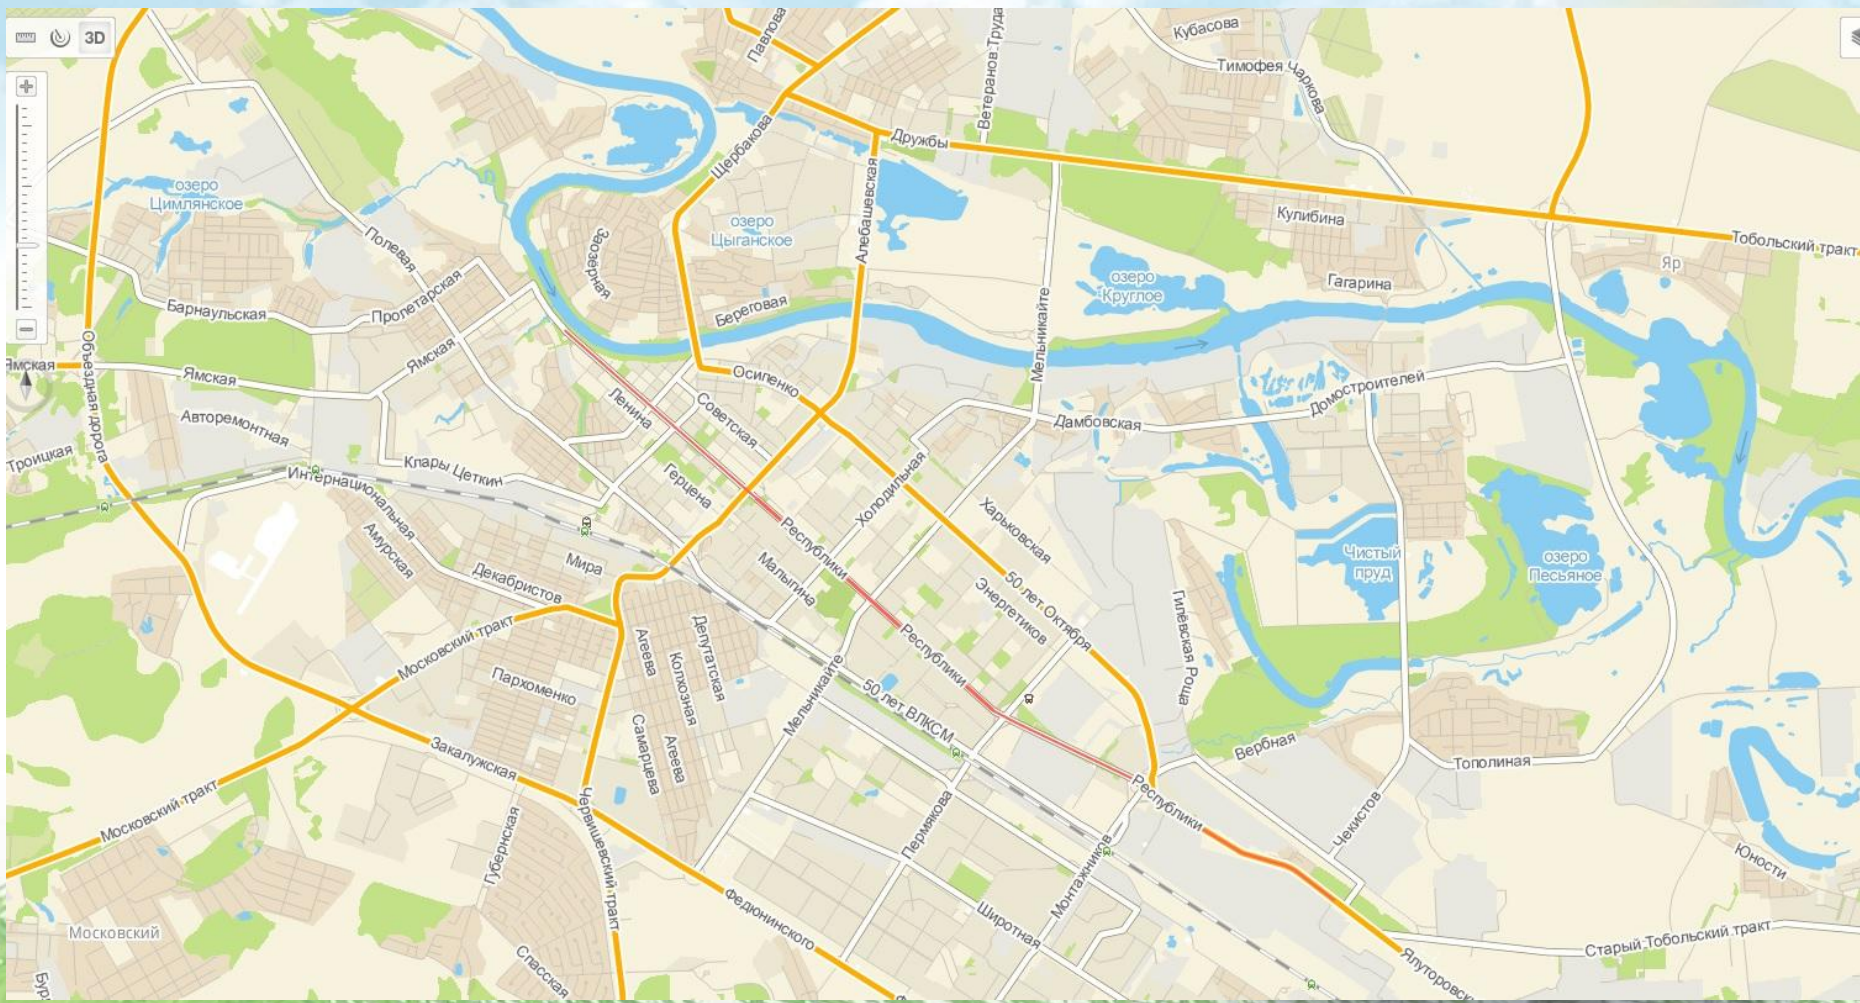 3D
Павлова
Кубасова
Ветеранов Труда
Тимофея Чаркова
Дружбы
Щербакова
Алебашевская
озеро
Цимлянское
Полевая
озеро
Цыганское
Заозёрная
Кулибина
Тобольский тракт
Яр
Гагарина
озеро
Круглое
Береговая
Барнаульская
Пролетарская
Мельникайте
Объездная дорога
Ямская
Ямская
Ямская
Осипенко
Домостроителей
Ленина
Советская
Дамбовская
Авторемонтная
Троицкая
Клары Цеткин
Интернациональная
Герцена
Холодильная
Харьковская
Амурская
Республики
Чистый
пруд
озеро
Песьяное
Мира
Малыгина
Декабристов
50 лет Октября
Энергетиков
Гилёвская Роща
Московский тракт
Агеева
Депутатская
Колхозная
Республики
Пархоменко
Мельникайте
50 лет ВЛКСМ
Самарцева
Агеева
Закалужская
Вербная
Тополиная
Московский тракт
Республики
Червишевский тракт
Губернская
Пермякова
Чекистов
Монтажников
Юности
Федюнинского
Широтная
Московский
Старый Тобольский тракт
Спасская
Ялуторовск
Бур